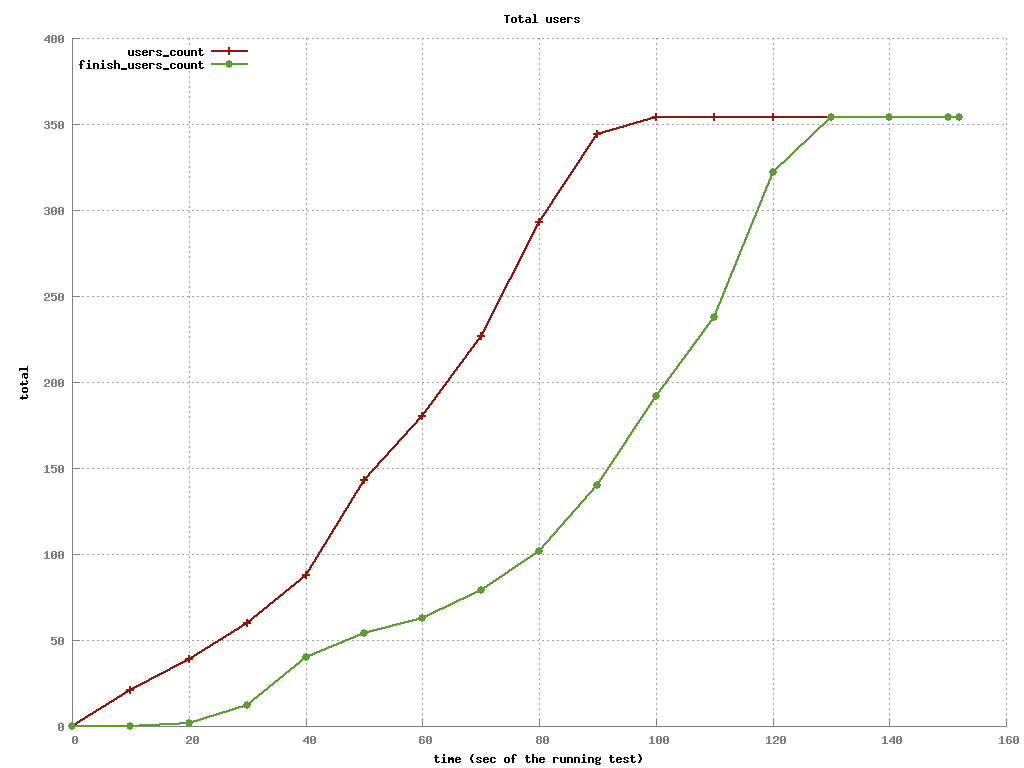 Total users
users_count
finish_users_count
400
350
300
250
200
150
100
50
0
total
0 20 40 60 80 100 120 140 160
time (sec of the running test)